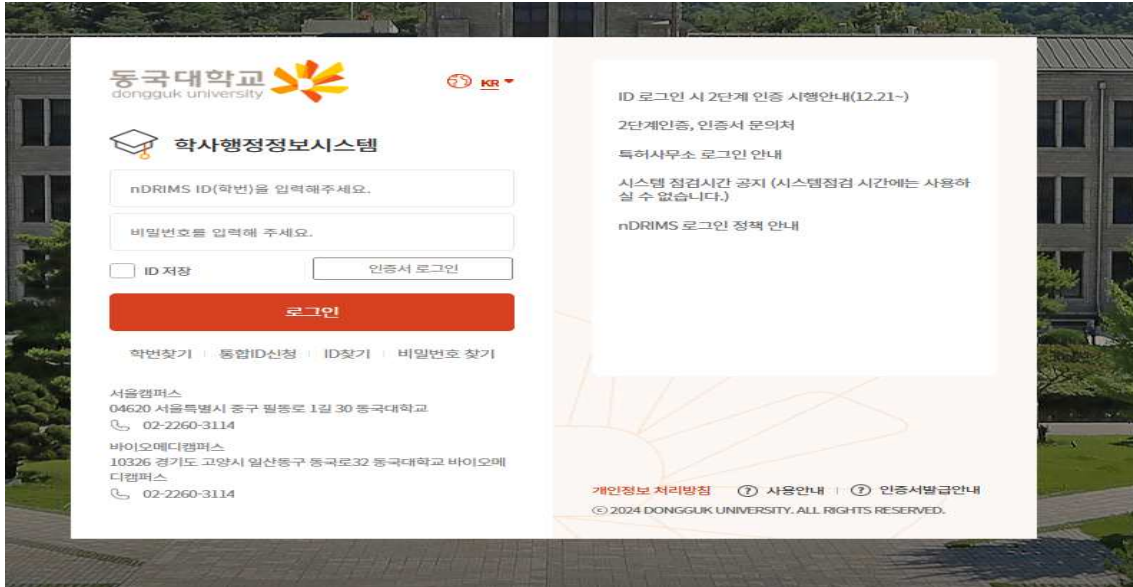 동국대학교
dongguk university
KR
학사행정정보시스템
nDRIMS ID(학번)을 입력해주세요.
비밀번호를 입력해 주세요.
ID 저장
인증서 로그인
로그인
학번찾기
통합ID신청
ID찾기
비밀번호 찾기
서울캠퍼스
04620 서울특별시 중구 필동로 1길 30 동국대학교
02-2260-3114
바이오메디캠퍼스
10326 경기도 고양시 일산동구 동국로32 동국대학교 바이오메
디캠퍼스
02-2260-3114
ID 로그인 시 2단계 인증 시행안내(12.21~)
2단계인증, 인증서 문의처
특허사무소 로그인 안내
시스템 점검시간 공지 (시스템점검 시간에는 사용하
실 수 없습니다.)
nDRIMS 로그인 정책 안내
개인정보 처리방침
? 사용안내
? 인증서발급안내
© 2024 DONGGUK UNIVERSITY. ALL RIGHTS RESERVED.